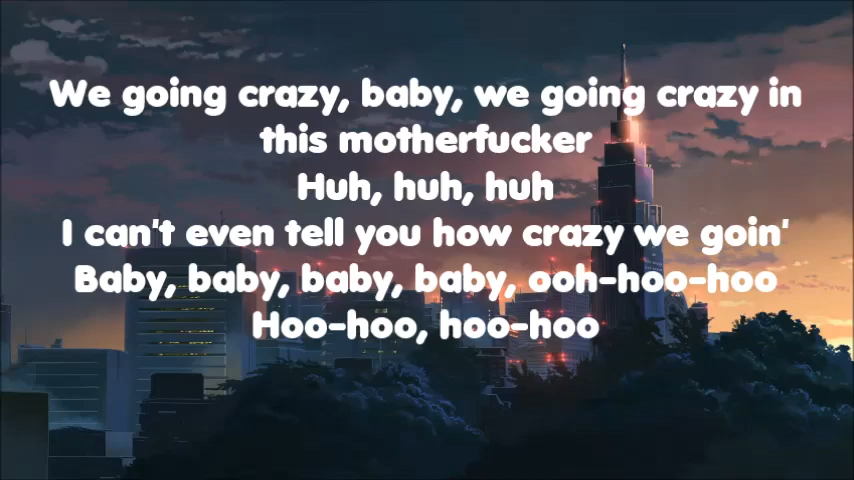 We going crazy, baby, we going crazy in
this motherfucker
Huh, huh, huh
I can't even tell you how crazy we goin'
Baby, baby, baby, baby, ooh-hoo-hoo
Hoo-hoo, hoo-hoo